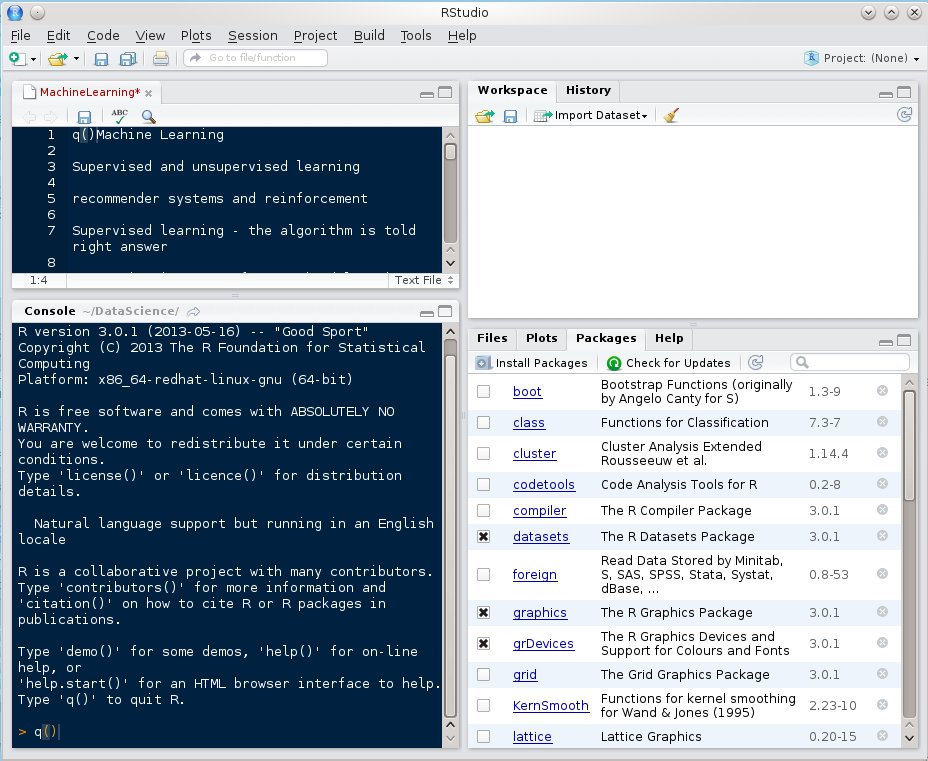 RStudio
File Edit Code View Plots Session Project Build Tools Help
Go to file/function
Project: (None)
MachineLearning*
ABC
1 q()Machine Learning
2
3 Supervised and unsupervised learning
4
5 recommender systems and reinforcement
6
7 Supervised learning - the algorithm is told
right answer
8
1:4 Text File
Console ~/DataScience/
R version 3.0.1 (2013-05-16) -- "Good Sport"
Copyright (C) 2013 The R Foundation for Statistical
Computing
Platform: x86_64-redhat-linux-gnu (64-bit)
R is free software and comes with ABSOLUTELY NO
WARRANTY.
You are welcome to redistribute it under certain
conditions.
Type 'license()' or 'licence()' for distribution
details.
Natural language support but running in an English
locale
R is a collaborative project with many contributors.
Type 'contributors()' for more information and
'citation()' on how to cite R or R packages in
publications.
Type 'demo()' for some demos, 'help()' for on-line
help, or
'help.start()' for an HTML browser interface to help.
Type 'q()' to quit R.
> q()
Workspace History
Import Dataset
Files Plots Packages Help
Install Packages Check for Updates
boot Bootstrap Functions (originally
by Angelo Canty for S) 1.3-9
class Functions for Classification 7.3-7
cluster Cluster Analysis Extended
Rousseeuw et al. 1.14.4
codetools Code Analysis Tools for R 0.2-8
compiler The R Compiler Package 3.0.1
datasets The R Datasets Package 3.0.1
foreign Read Data Stored by Minitab,
S, SAS, SPSS, Stata, Systat,
dBase, ... 0.8-53
graphics The R Graphics Package 3.0.1
grDevices The R Graphics Devices and
Support for Colours and Fonts 3.0.1
grid The Grid Graphics Package 3.0.1
KernSmooth Functions for kernel smoothing
for Wand & Jones (1995) 2.23-10
lattice Lattice Graphics 0.20-15